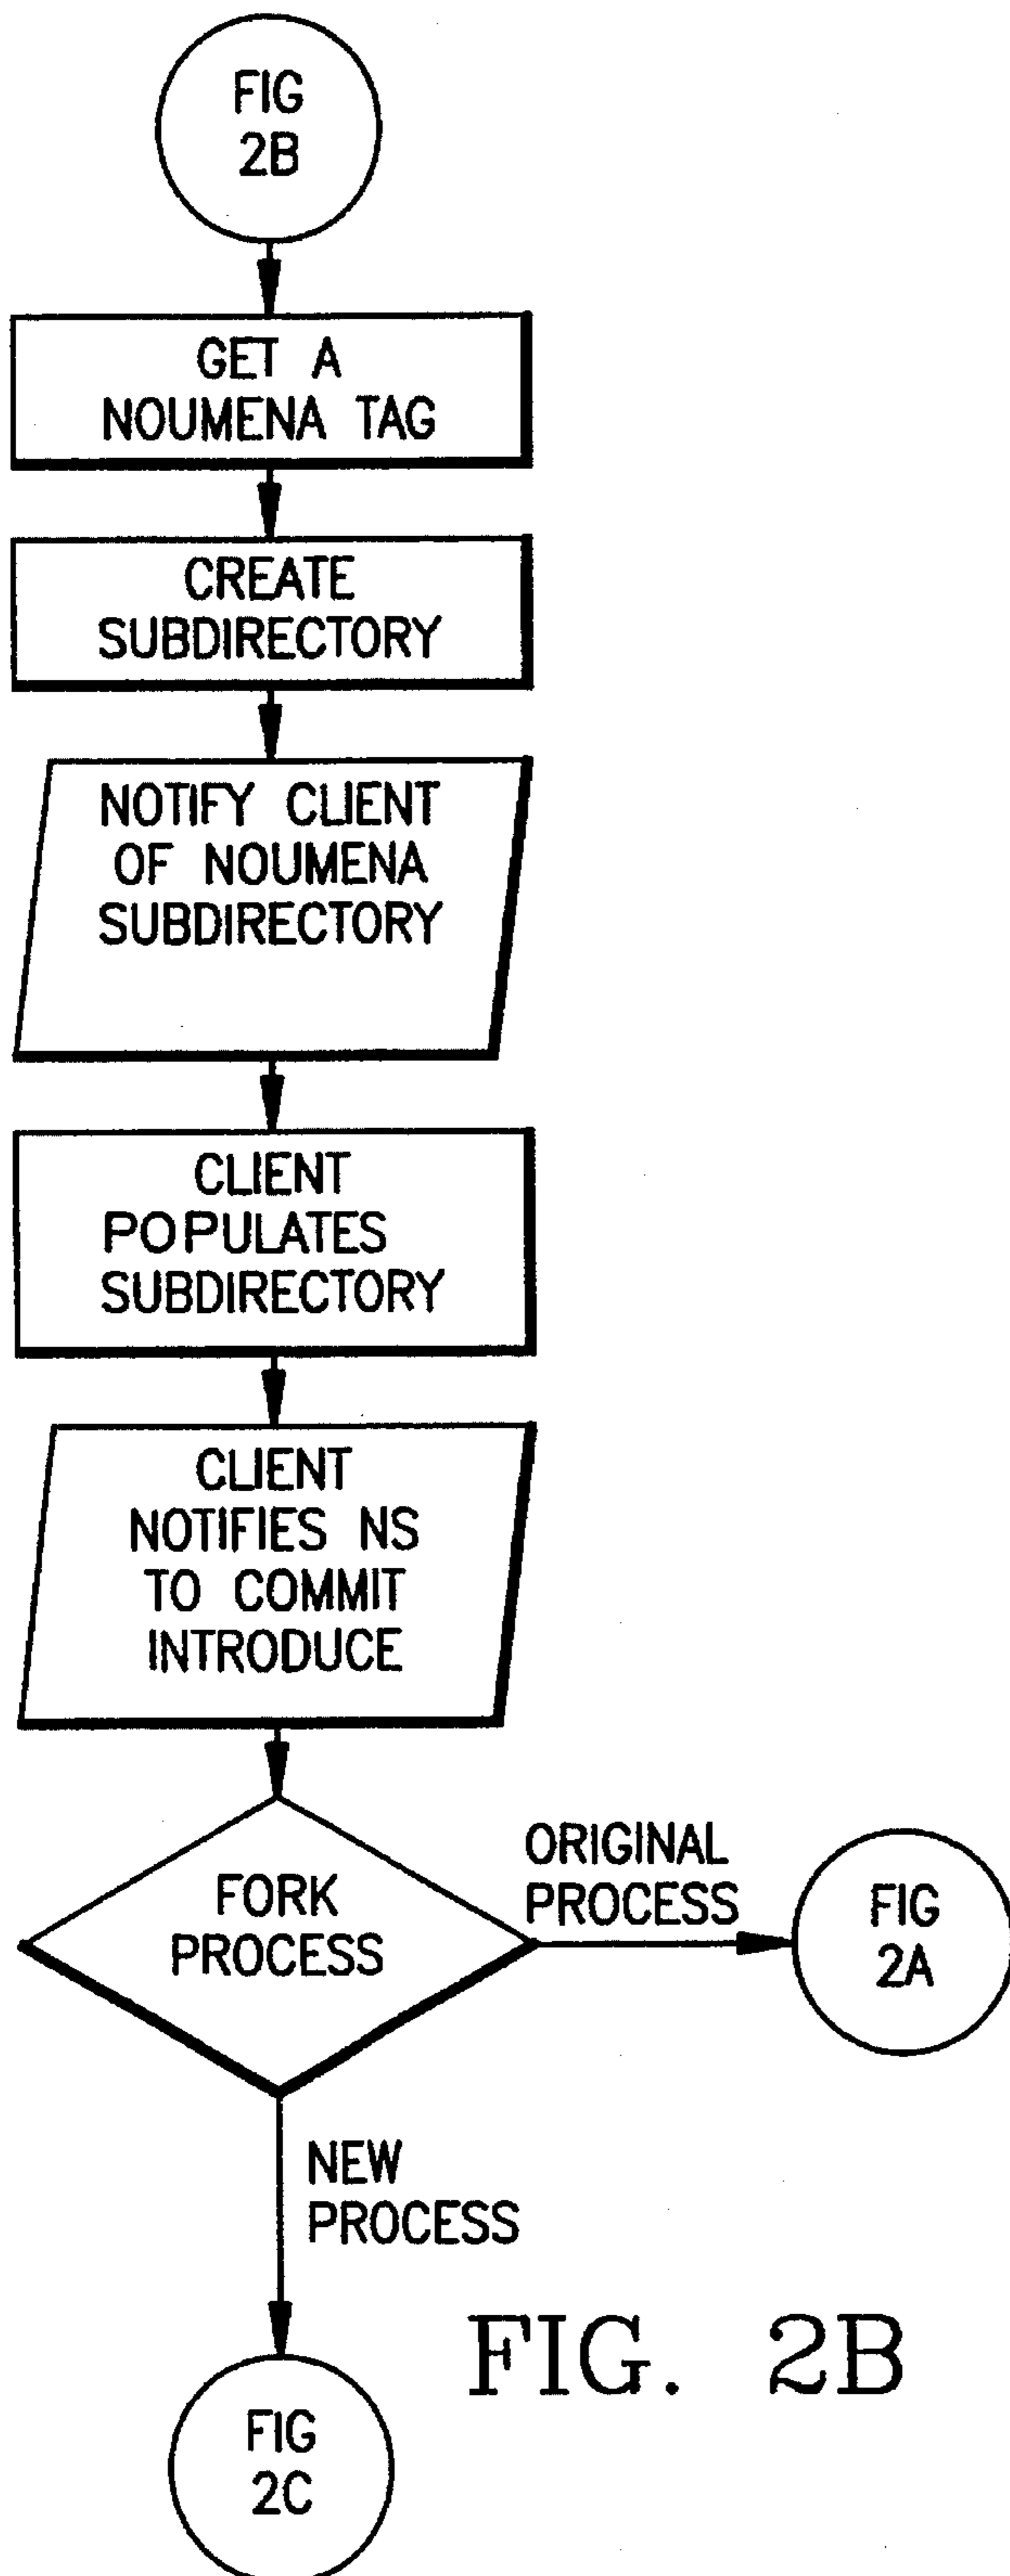 FIG
2B
GET A
NOUMENA TAG
CREATE
SUBDIRECTORY
NOTIFY CLIENT
OF NOUMENA
SUBDIRECTORY
CLIENT
POPULATES
SUBDIRECTORY
CLIENT
NOTIFIES NS
TO COMMIT
INTRODUCE
FORK
PROCESS
ORIGINAL
PROCESS
FIG
2A
NEW
PROCESS
FIG. 2B
FIG
2C